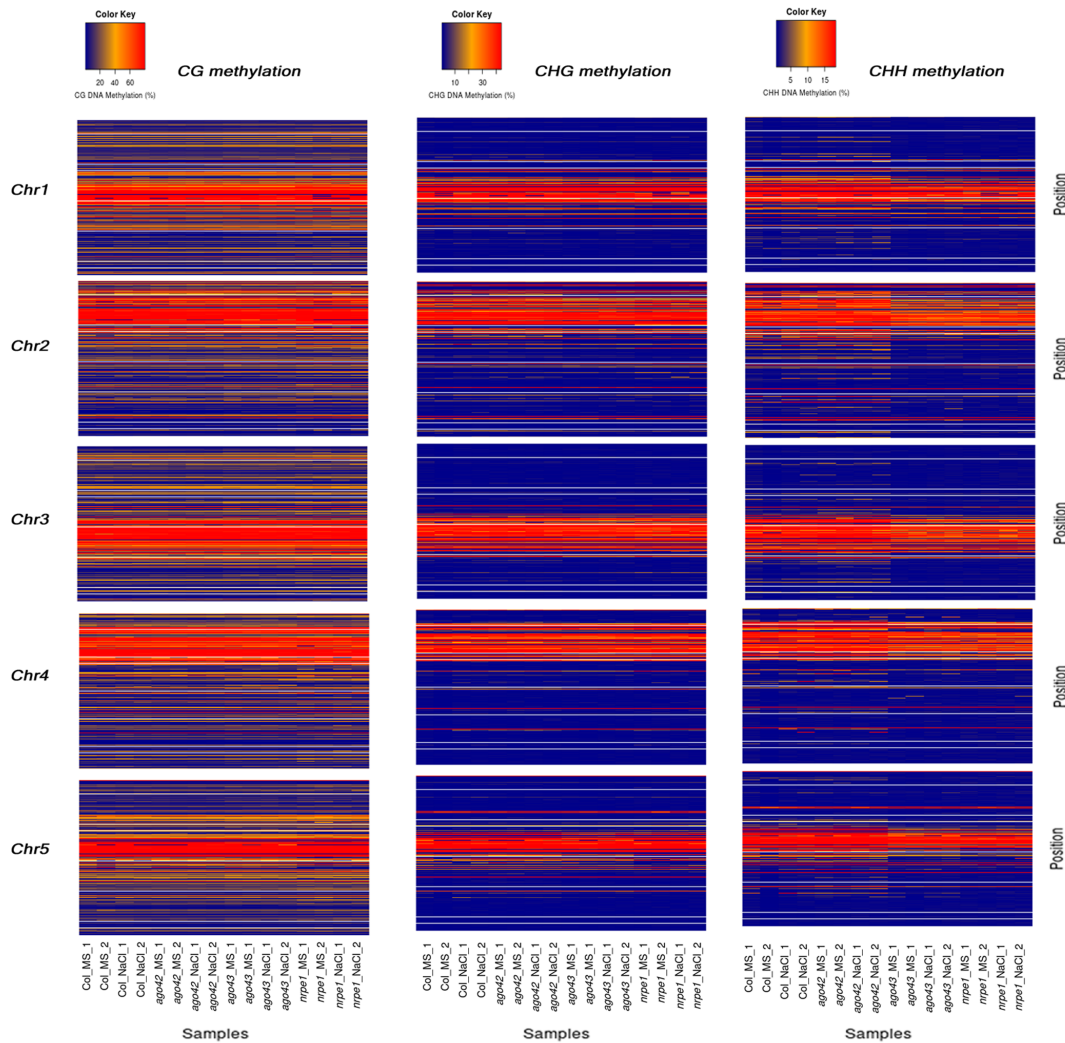 Color Key
Color Key
Color Key
20 40 60
10 30
5 10 15
CG DNA Methylation (%)
CHG DNA Methylation (%)
CHH DNA Methylation (%)
CG methylation
CHG methylation
CHH methylation
Chr1
Position
Chr2
Position
Chr3
Position
Chr4
Position
Chr5
Position
Col_MS_1
Col_MS_2
Col_NaCl_1
Col_NaCl_2
ago42_MS_1
ago42_MS_2
ago42_NaCl_1
ago42_NaCl_2
ago43_MS_1
ago43_MS_2
ago43_NaCl_1
ago43_NaCl_2
nrpe1_MS_1
nrpe1_MS_2
nrpe1_NaCl_1
nrpe1_NaCl_2
Col_MS_1
Col_MS_2
Col_NaCl_1
Col_NaCl_2
ago42_MS_1
ago42_MS_2
ago42_NaCl_1
ago42_NaCl_2
ago43_MS_1
ago43_MS_2
ago43_NaCl_1
ago43_NaCl_2
nrpe1_MS_1
nrpe1_MS_2
nrpe1_NaCl_1
nrpe1_NaCl_2
Col_MS_1
Col_MS_2
Col_NaCl_1
Col_NaCl_2
ago42_MS_1
ago42_MS_2
ago42_NaCl_1
ago42_NaCl_2
ago43_MS_1
ago43_MS_2
ago43_NaCl_1
ago43_NaCl_2
nrpe1_MS_1
nrpe1_MS_2
nrpe1_NaCl_1
nrpe1_NaCl_2
Samples
Samples
Samples